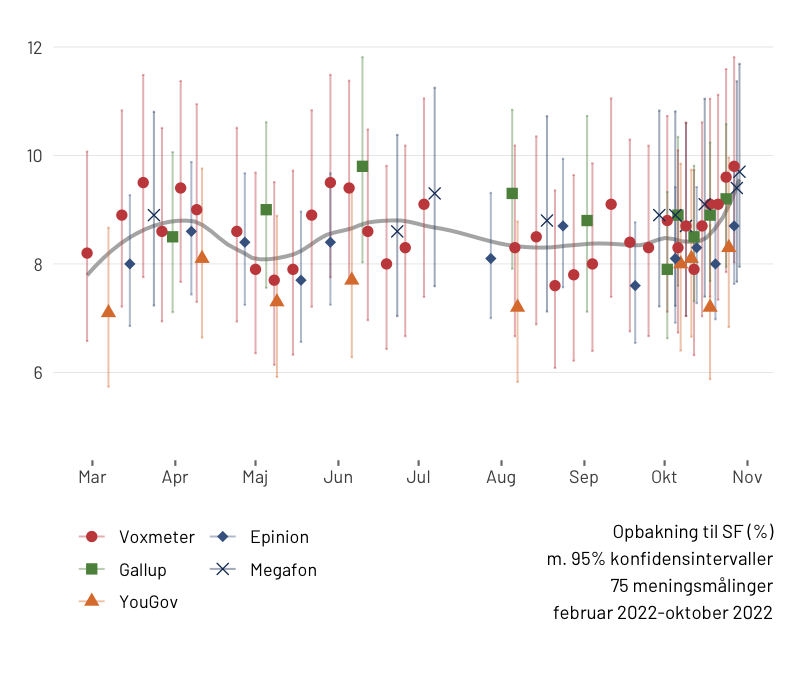 12
10
8
6
Mar Apr Maj Jun Jul Aug Sep Okt Nov
Voxmeter Epinion
Gallup Megafon
YouGov
Opbakning til SF (%)
m. 95% konfidensintervaller
75 meningsmålinger
februar 2022-oktober 2022